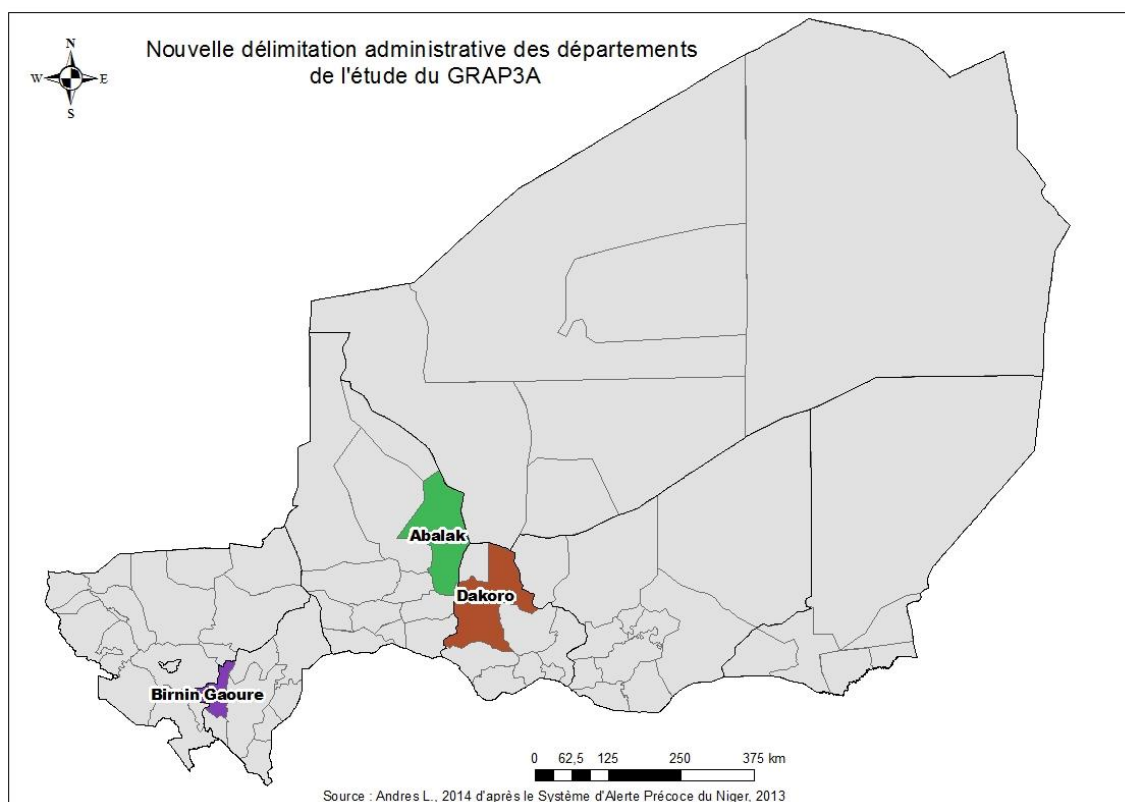 Nouvelle délimitation administrative des départements
de l'étude du GRAP3A
N
W E
S
Abalak
Dakoro
Birnin Gaoure
0 62,5 125 250 375 km
Source : Andres L., 2014 d'après le Système d'Alerte Précoce du Niger, 2013